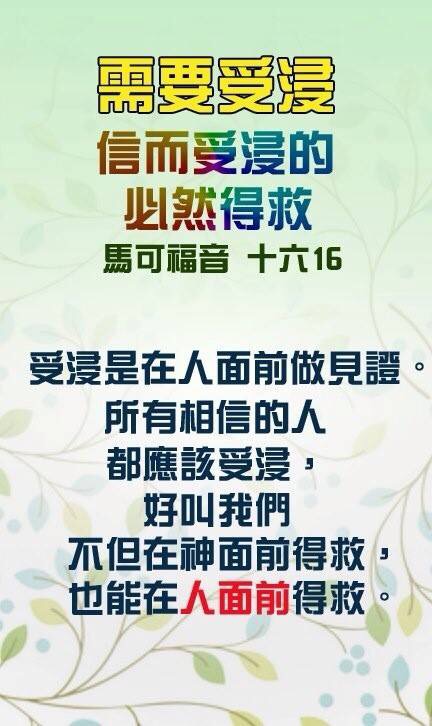 需要受浸
信而受浸的
必然得救
馬可福音 十六16
受浸是在人面前做見證。
所有相信的人
都應該受浸，
好叫我們
不但在神面前得救，
也能在人面前得救。